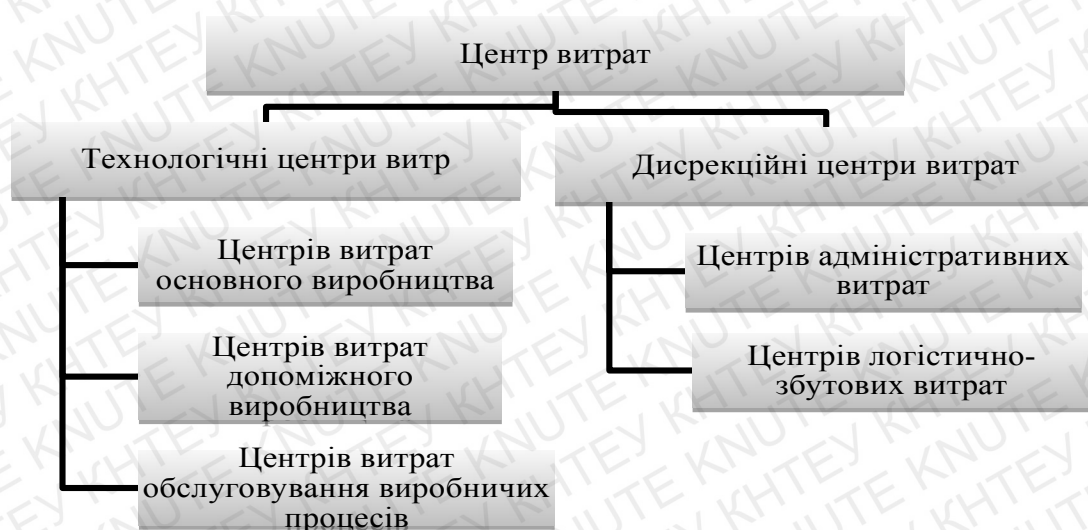 Центр витрат
Технологічні центри витр
Дисрекційні центри витрат
Центрів витрат
основного виробництва
Центрів витрат
допоміжного
виробництва
Центрів витрат
обслуговування виробничих
процесів
Центрів адміністративних
витрат
Центрів логістично-
збутових витрат